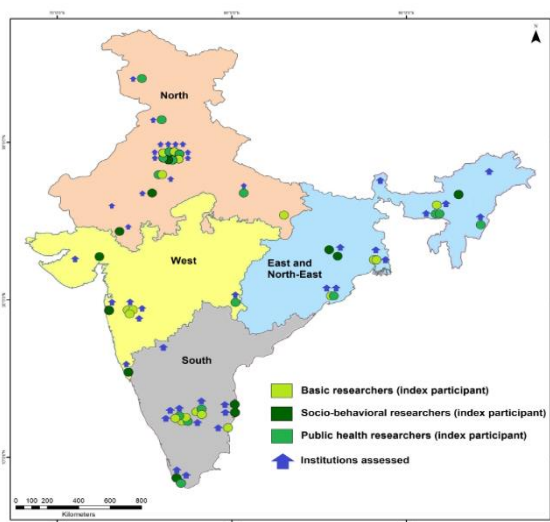 N
North
West
East and
North-East
South
Basic researchers (index participant)
Socio-behavioral researchers (index participant)
Public health researchers (index participant)
Institutions assessed
0 100 200 400 600 800
Kilometers